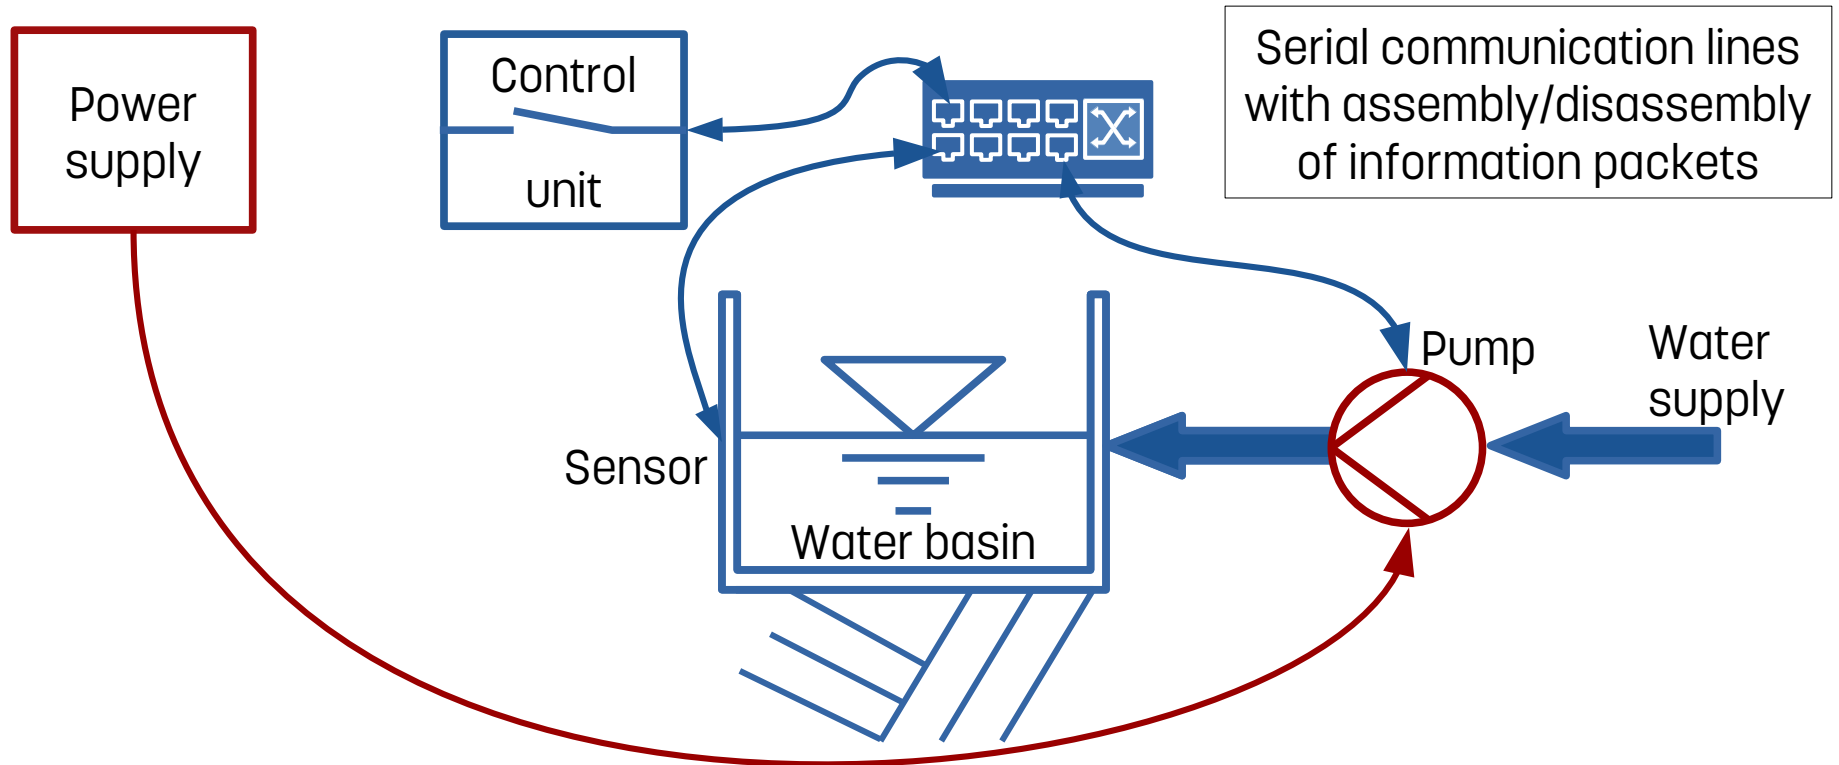 Power
supply
Control
unit
Serial communication lines
with assembly/disassembly
of information packets
Pump
Water
supply
Sensor
Water basin